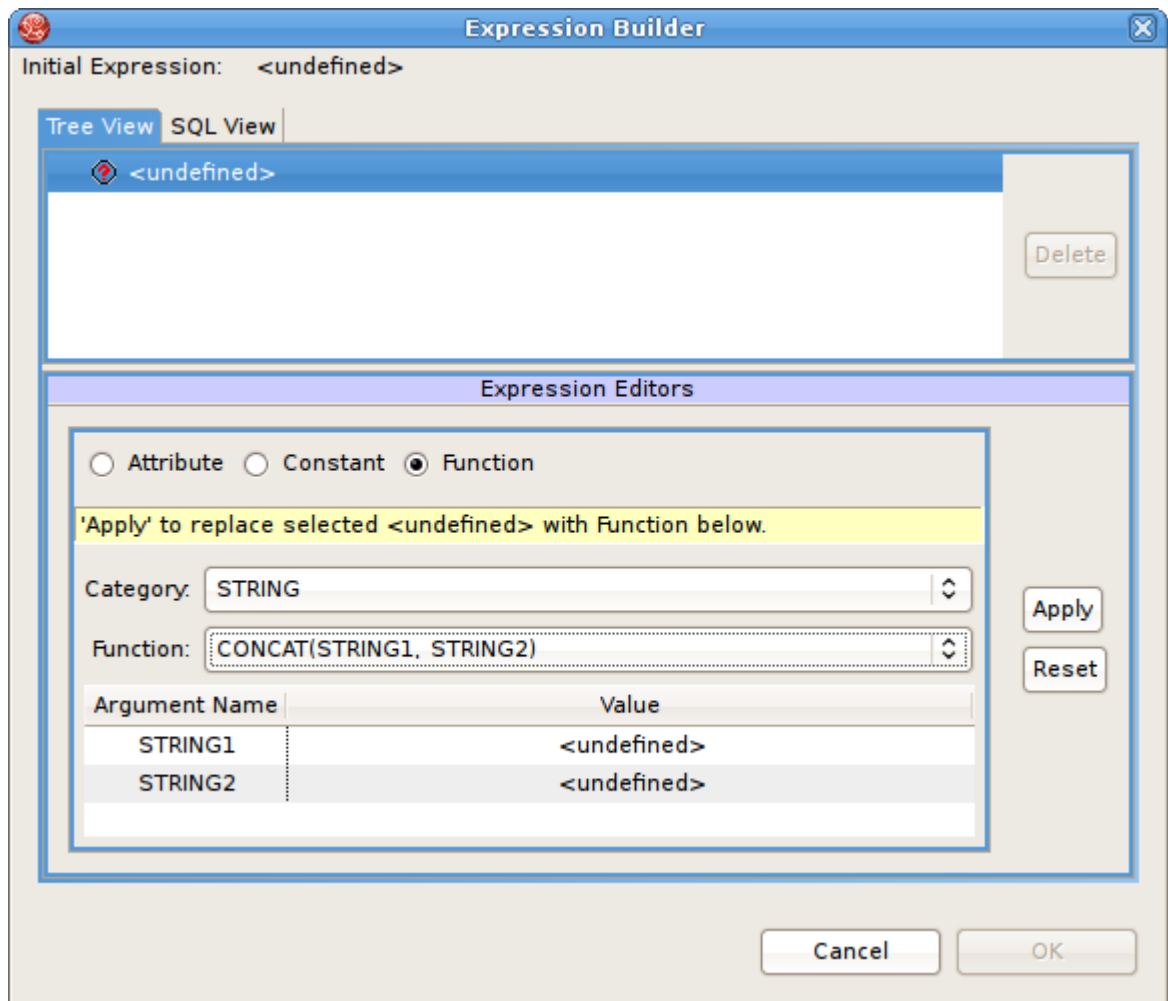 Expression Builder
Initial Expression: <undefined>
Tree View SQL View
<undefined>
Delete
Expression Editors
Attribute Constant Function
'Apply' to replace selected <undefined> with Function below.
Category: STRING
Apply
Function: CONCAT(STRING1, STRING2)
Reset
Argument Name Value
STRING1 <undefined>
STRING2 <undefined>
Cancel OK